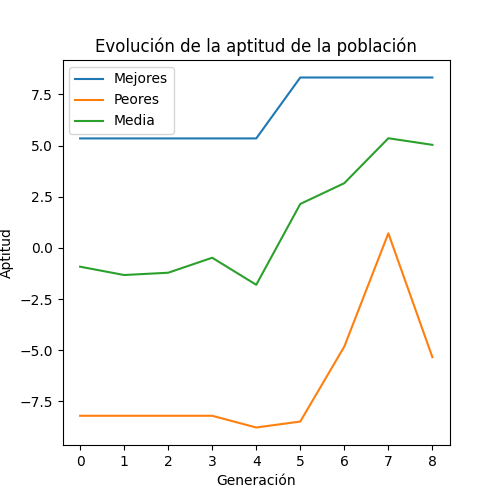 Evolución de la aptitud de la población
Mejores
Peores
Media
7.5
5.0
2.5
0.0
−2.5
−5.0
−7.5
Aptitud
0 1 2 3 4 5 6 7 8
Generación